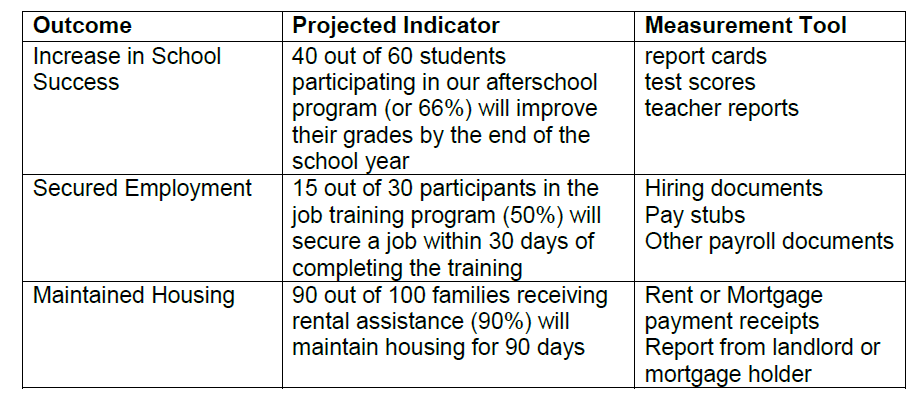 Outcome
Projected Indicator
Measurement Tool
Increase in School
Success
40 out of 60 students
participating in our afterschool
program (or 66%) will improve
their grades by the end of the
school year
report cards
test scores
teacher reports
Secured Employment
15 out of 30 participants in the
job training program (50%) will
secure a job within 30 days of
completing the training
Hiring documents
Pay stubs
Other payroll documents
Maintained Housing
90 out of 100 families receiving
rental assistance (90%) will
maintain housing for 90 days
Rent or Mortgage
payment receipts
Report from landlord or
mortgage holder